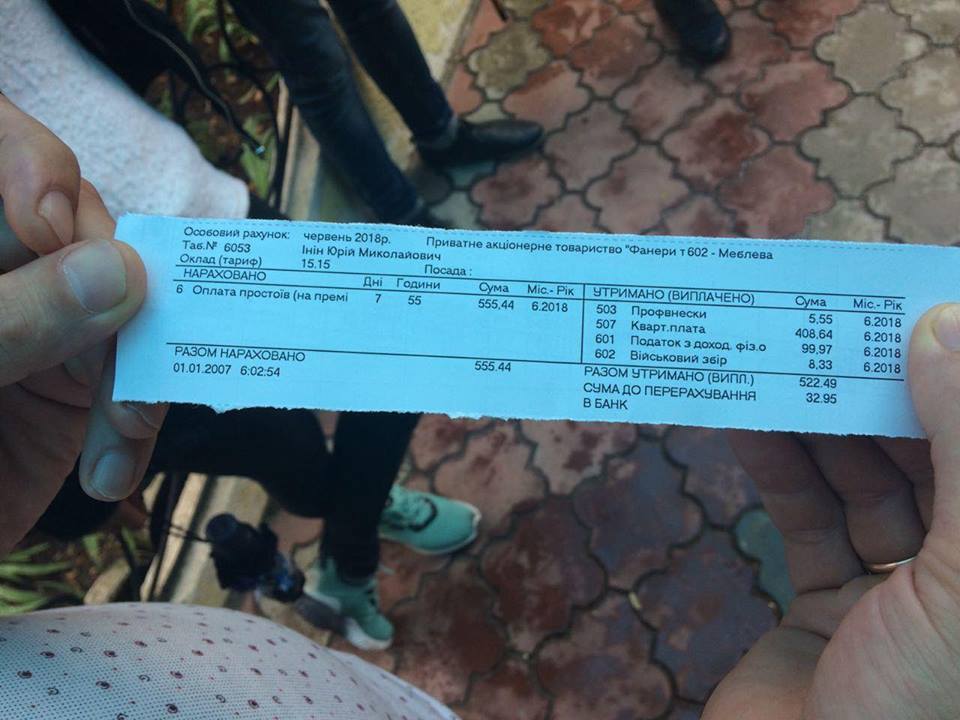 Особовий рахунок: червень 2018р. Приватне акціонерне товариство "Фанери т 602 - Меблева
Таб.№ 6053 Інін Юрій Миколайович
Оклад (тариф) 15.15 Посада :
НАРАХОВАНО Дні Години Сума Міс.- Рік
6 Оплата простоїв (на премі 7 55 555,44 6.2018
РАЗОМ НАРАХОВАНО 555.44
01.01.2007 6:02:54
УТРИМАНО (ВИПЛАЧЕНО) Сума Міс.- Рік
503 Профвнески 5,55 6.2018
507 Кварт.плата 408,64 6.2018
601 Податок з доход. фіз.о 99,97 6.2018
602 Військовий збір 8,33 6.2018
РАЗОМ УТРИМАНО (ВИПЛ.) 522.49
СУМА ДО ПЕРЕРАХУВАННЯ 32.95
В БАНК